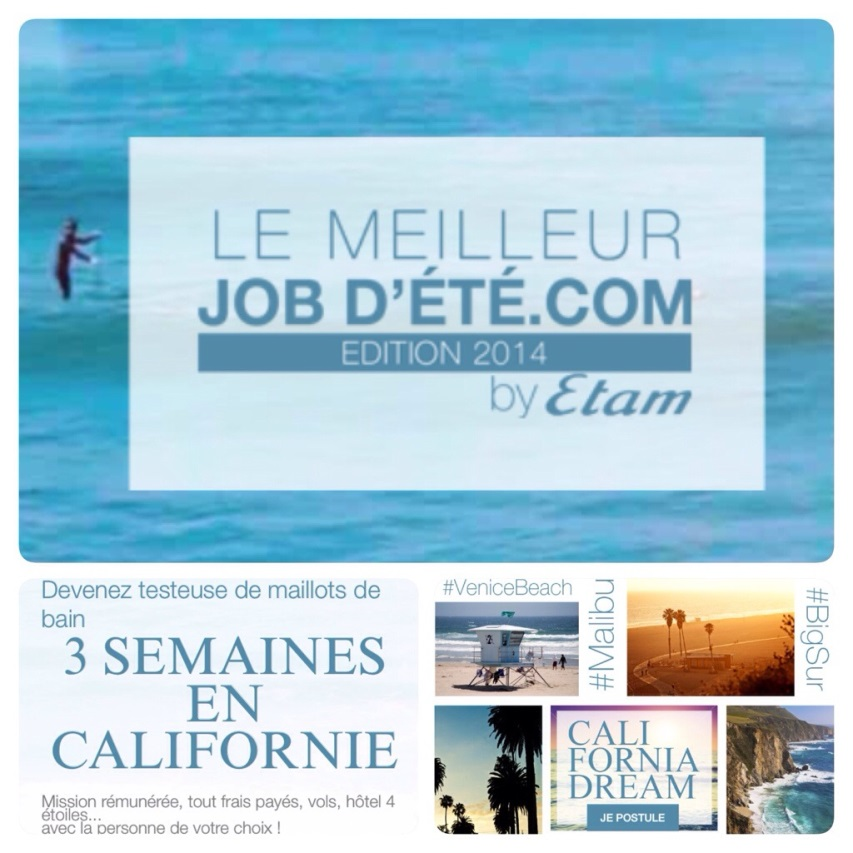 LE MEILLEUR
JOB D'ÉTÉ.COM
EDITION 2014
by Etam
Devenez testeuse de maillots de
bain
3 SEMAINES
EN
CALIFORNIE
Mission rémunérée, tout frais payés, vols, hôtel 4
étoiles...
avec la personne de votre choix !
#VeniceBeach
#Malibu
#BigSur
CALI
FORNIA
DREAM
JE POSTULE